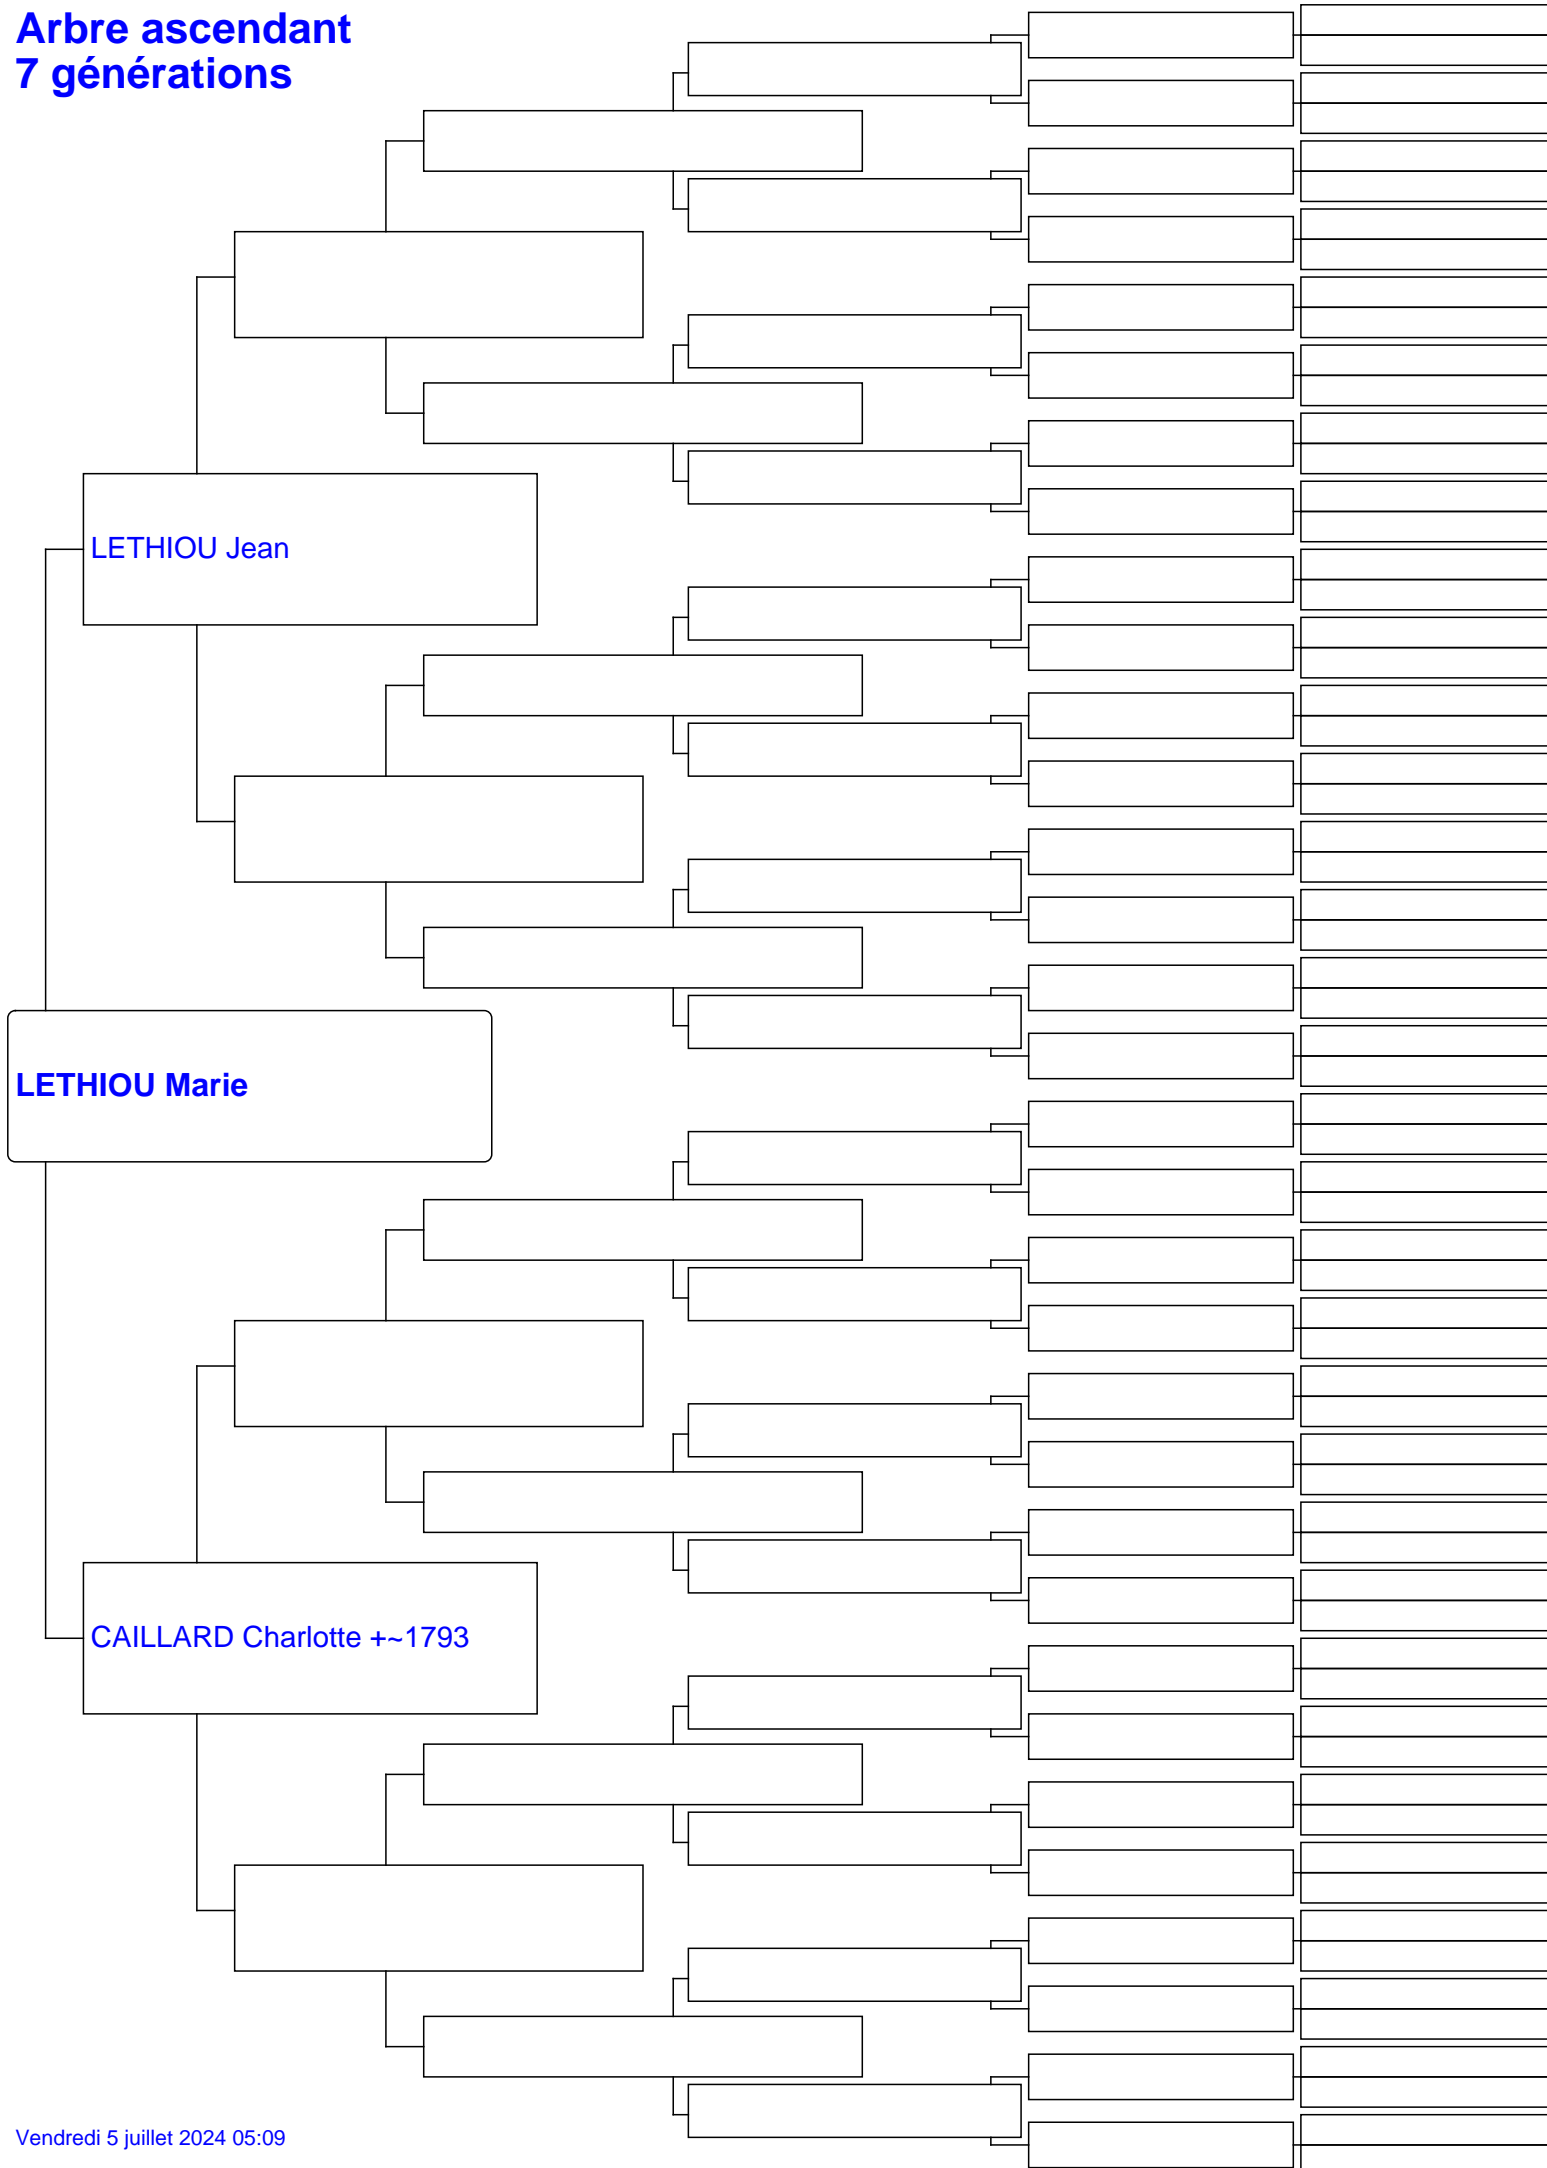 Arbre ascendant
7 générations
LETHIOU Jean
LETHIOU Marie
CAILLARD Charlotte +~1793
Vendredi 5 juillet 2024 05:09